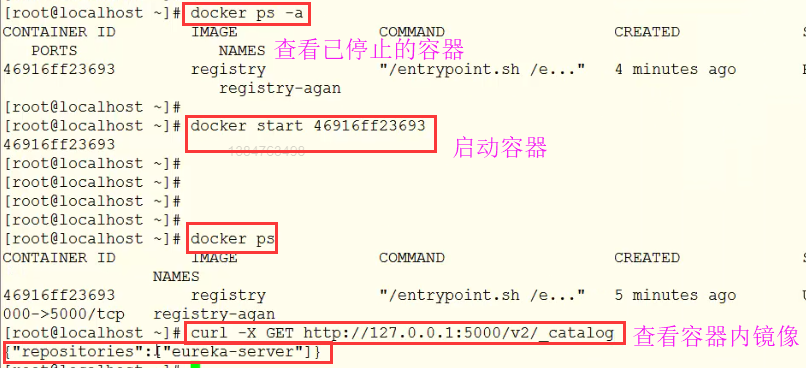 [root@localhost ~]# docker ps -a
CONTAINER ID IMAGE COMMAND CREATED
PORTS NAMES
查看已停止的容器
46916ff23693 registry "/entrypoint.sh /e..." 4 minutes ago
registry-agan
[root@localhost ~]#
[root@localhost ~]# docker start 46916ff23693
46916ff23693
启动容器
[root@localhost ~]#
[root@localhost ~]#
[root@localhost ~]#
[root@localhost ~]#
[root@localhost ~]# docker ps
CONTAINER ID IMAGE COMMAND CREATED
NAMES
46916ff23693 registry "/entrypoint.sh /e..." 5 minutes ago
000->5000/tcp registry-agan
[root@localhost ~]# curl -X GET http://127.0.0.1:5000/v2/_catalog 查看容器内镜像
{"repositories":["eureka-server"]}
[root@localhost ~]#